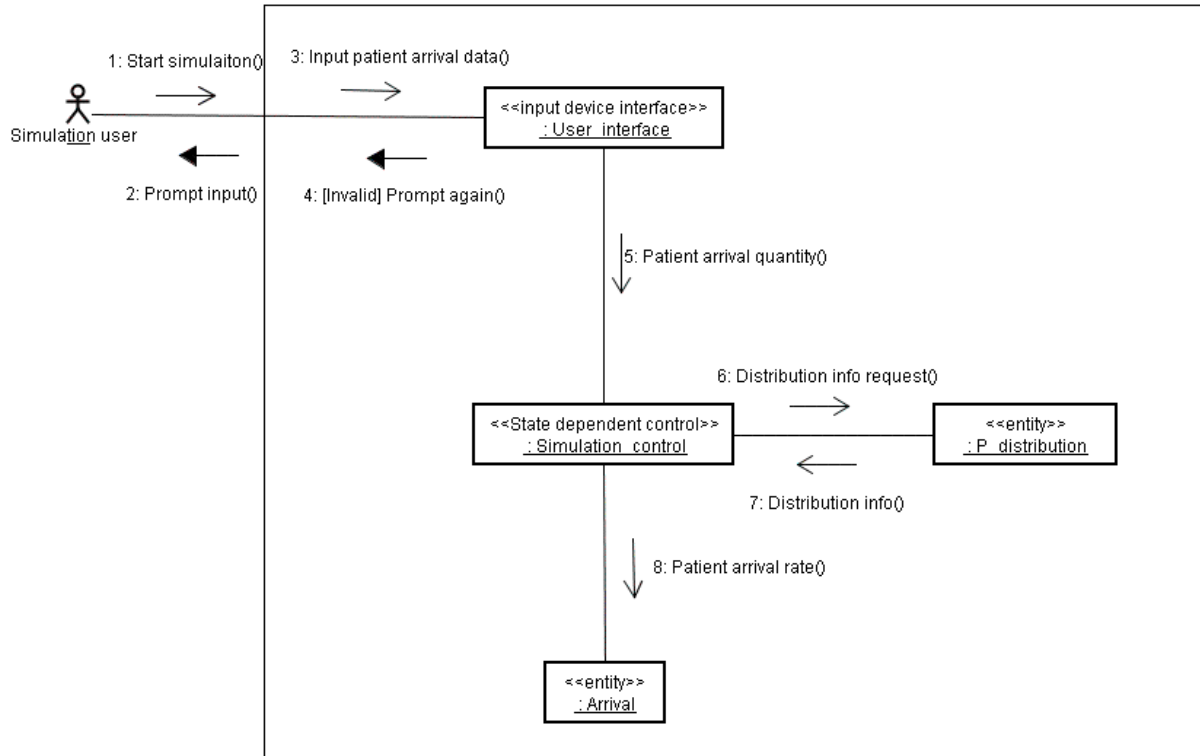 1: Start simulaiton()
3: Input patient arrival data()
<<input device interface>>
: User_interface
Simulation user
2: Prompt input()
4: [Invalid] Prompt again()
5: Patient arrival quantity()
6: Distribution info request()
<<State dependent control>>
: Simulation_control
<<entity>>
: P_distribution
7: Distribution info()
8: Patient arrival rate()
<<entity>>
: Arrival